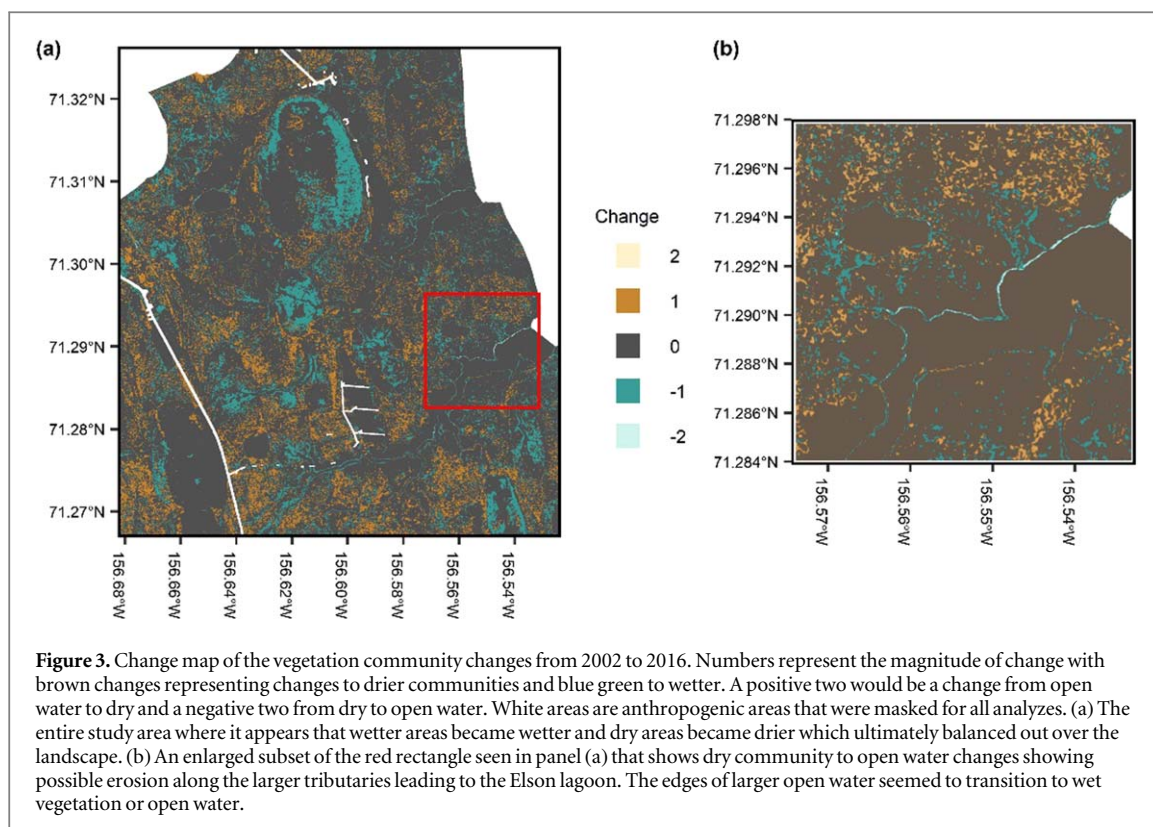 (a)
71.32°N
71.31°N
71.30°N
71.29°N
71.28°N
71.27°N
156.68°W
156.66°W
156.64°W
156.62°W
156.60°W
156.58°W
156.56°W
156.54°W
Change
2
1
0
-1
-2
(b)
71.298°N
71.296°N
71.294°N
71.292°N
71.290°N
71.288°N
71.286°N
71.284°N
156.57°W
156.56°W
156.55°W
156.54°W
Figure 3. Change map of the vegetation community changes from 2002 to 2016. Numbers represent the magnitude of change with
brown changes representing changes to drier communities and blue green to wetter. A positive two would be a change from open
water to dry and a negative two from dry to open water. White areas are anthropogenic areas that were masked for all analyzes. (a) The
entire study area where it appears that wetter areas became wetter and dry areas became drier which ultimately balanced out over the
landscape. (b) An enlarged subset of the red rectangle seen in panel (a) that shows dry community to open water changes showing
possible erosion along the larger tributaries leading to the Elson lagoon. The edges of larger open water seemed to transition to wet
vegetation or open water.